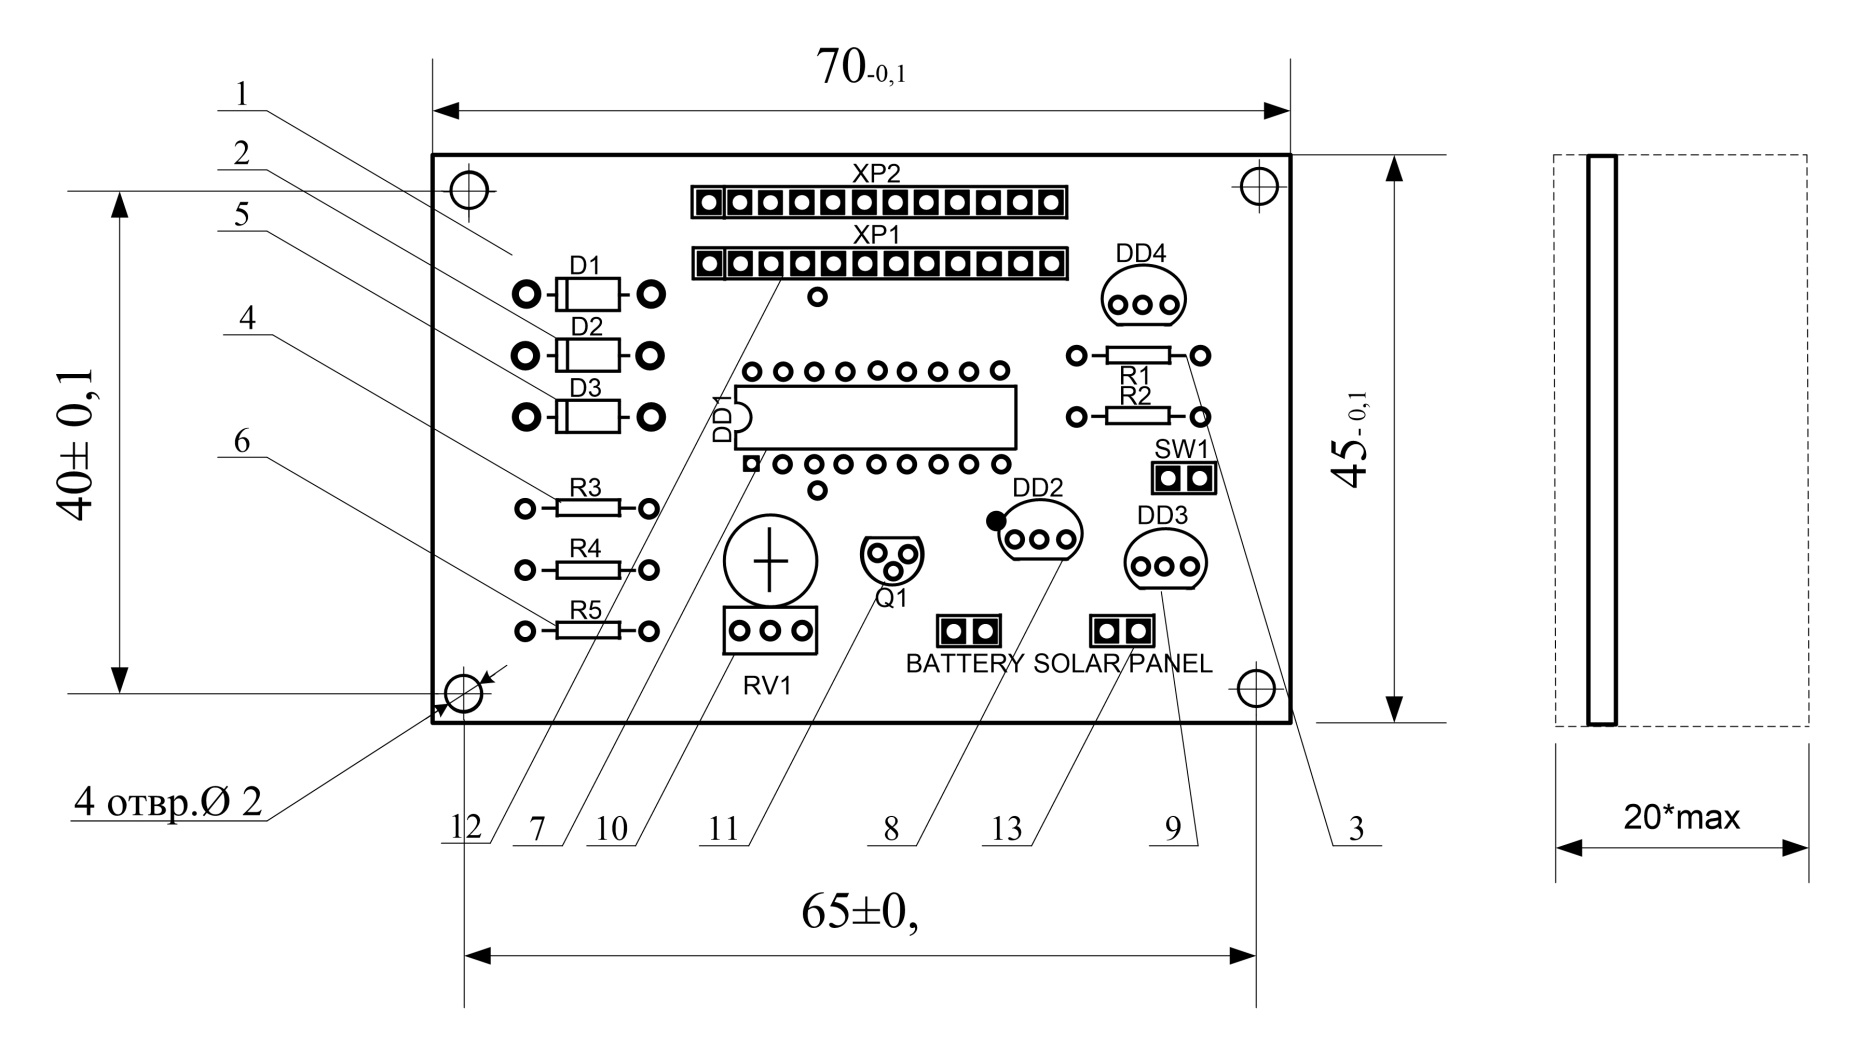 70-0,1
1
2
5
4
6
40± 0,1
45-0,1
XP2
XP1
DD4
D1
D2
D3
R1
R2
DD1
SW1
R3
DD2
DD3
R4
R5
Q1
BATTERY SOLAR PANEL
RV1
4 отвр.Ø 2
12
7
10
11
8
13
9
3
20*max
65±0,